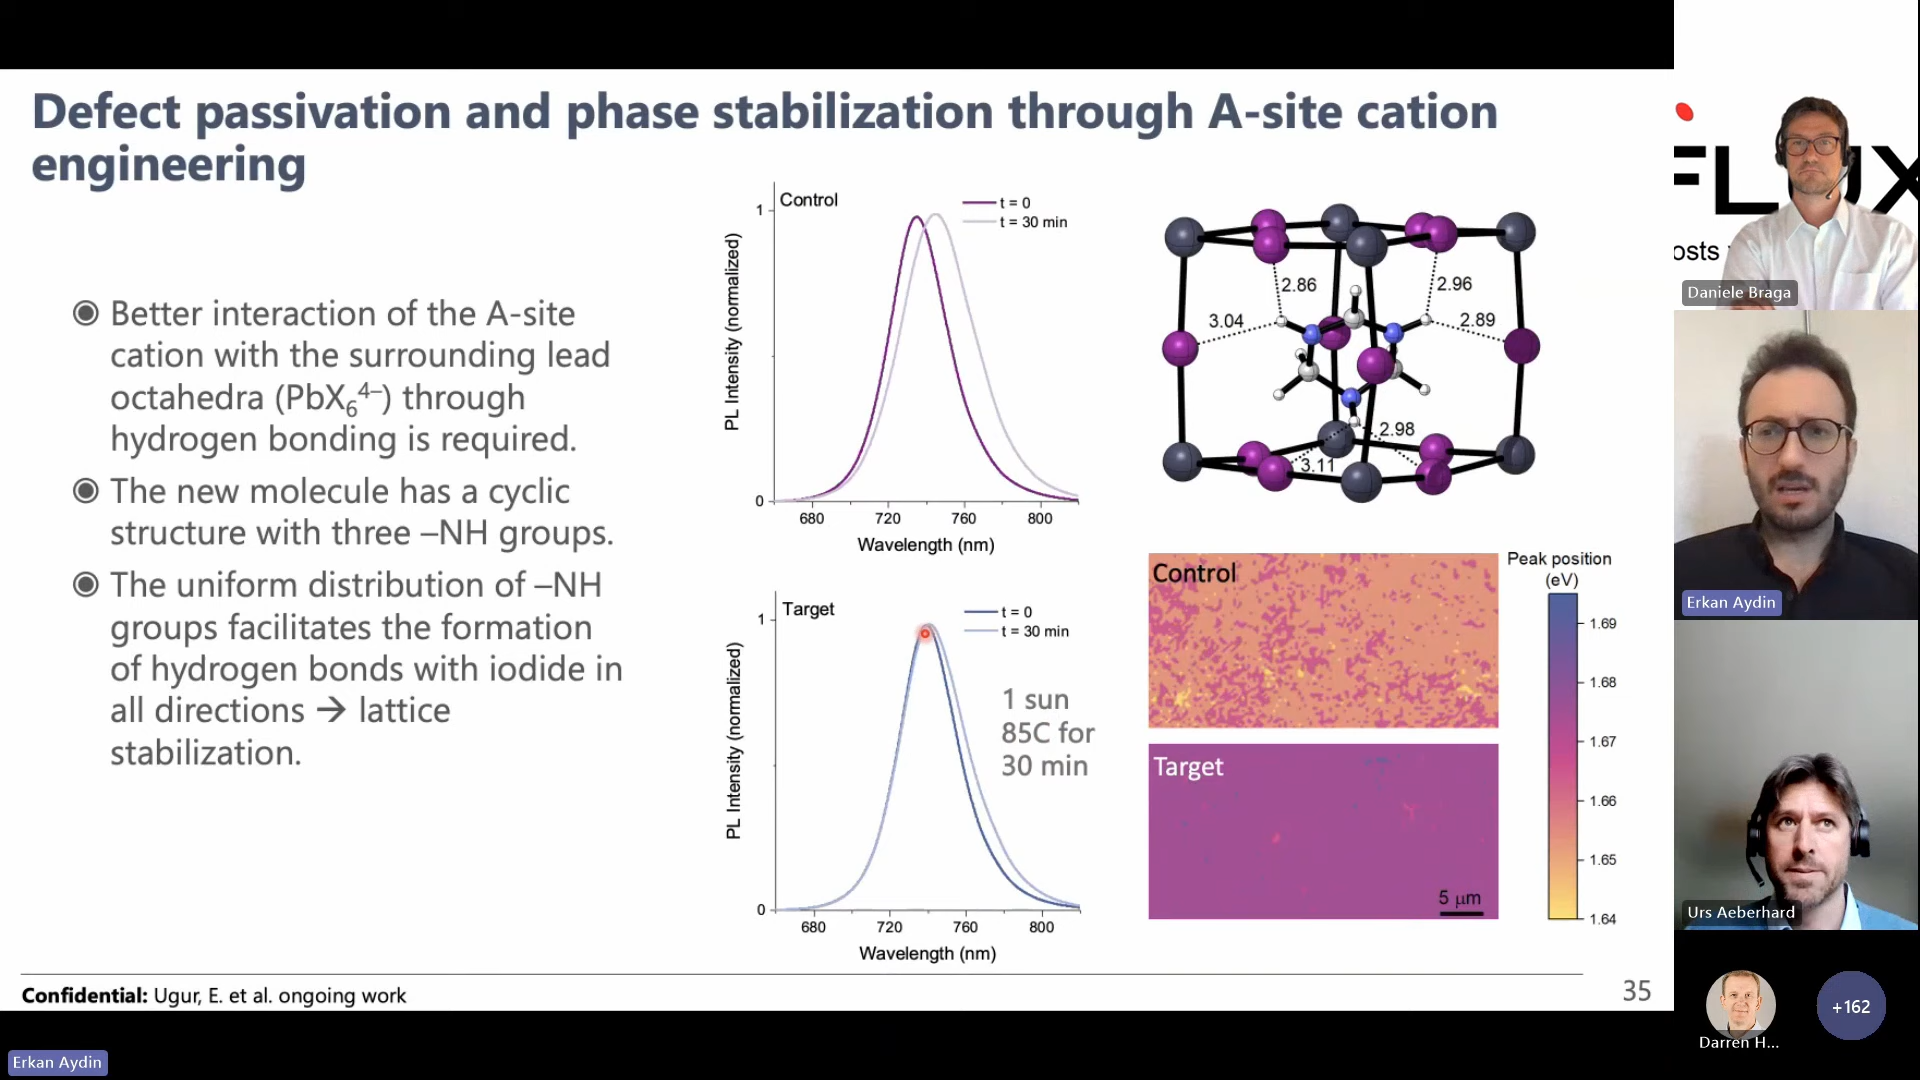 Defect passivation and phase stabilization through A-site cation
engineering
◉ Better interaction of the A-site
cation with the surrounding lead
octahedra (PbX₆⁴⁻) through
hydrogen bonding is required.
◉ The new molecule has a cyclic
structure with three –NH groups.
◉ The uniform distribution of –NH
groups facilitates the formation
of hydrogen bonds with iodide in
all directions → lattice
stabilization.
Control
t = 0
t = 30 min
PL Intensity (normalized)
1
0
680 720 760 800
Wavelength (nm)
Target
t = 0
t = 30 min
1 sun
85C for
30 min
PL Intensity (normalized)
1
0
680 720 760 800
Wavelength (nm)
2.86
2.96
3.04
2.89
2.98
3.11
Control
Target
5 μm
Peak position
(eV)
1.69
1.68
1.67
1.66
1.65
1.64
Confidential: Ugur, E. et al. ongoing work
35
Erkan Aydin
FLUX
osts
Daniele Braga
Erkan Aydin
Urs Aeberhard
Darren H...
+162